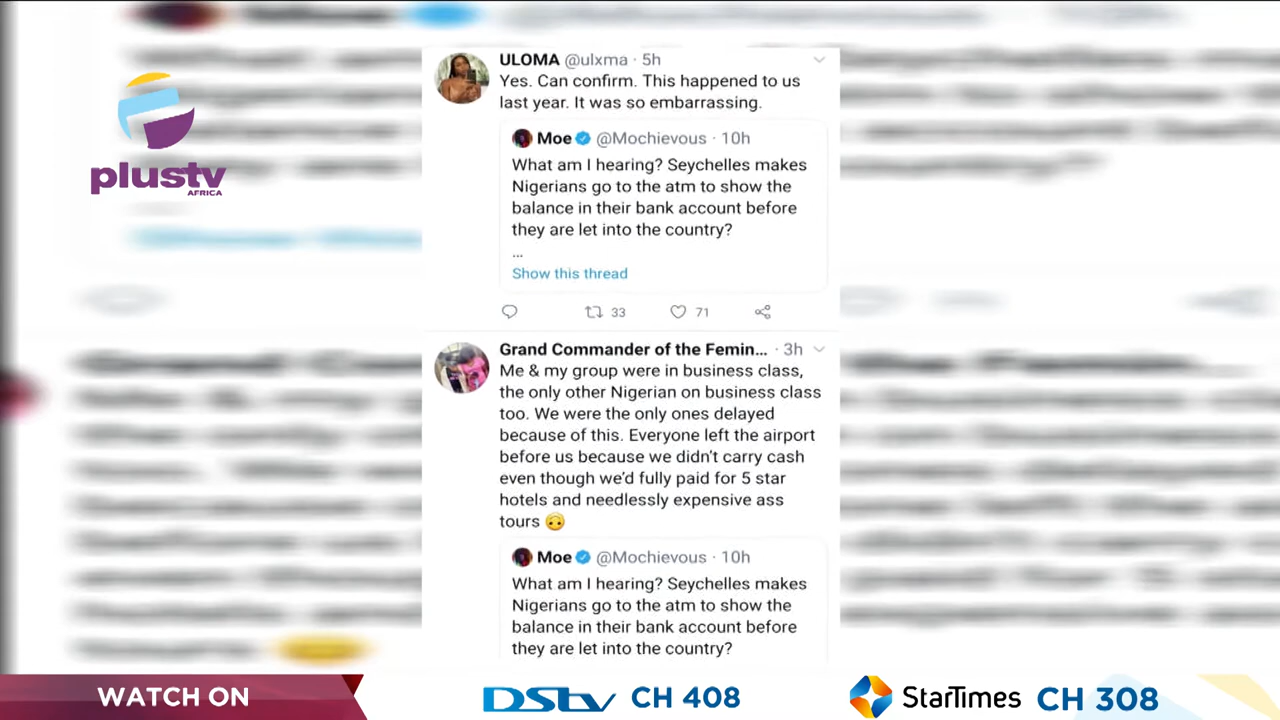 plustv
AFRICA
ULOMA @ulxma · 5h
Yes. Can confirm. This happened to us
last year. It was so embarrassing.
Moe @Mochievous · 10h
What am I hearing? Seychelles makes
Nigerians go to the atm to show the
balance in their bank account before
they are let into the country?
...
Show this thread
33 71
Grand Commander of the Femin... · 3h
Me & my group were in business class,
the only other Nigerian on business class
too. We were the only ones delayed
because of this. Everyone left the airport
before us because we didn't carry cash
even though we'd fully paid for 5 star
hotels and needlessly expensive ass
tours 🙃
Moe @Mochievous · 10h
What am I hearing? Seychelles makes
Nigerians go to the atm to show the
balance in their bank account before
they are let into the country?
WATCH ON DStv CH 408 StarTimes CH 308